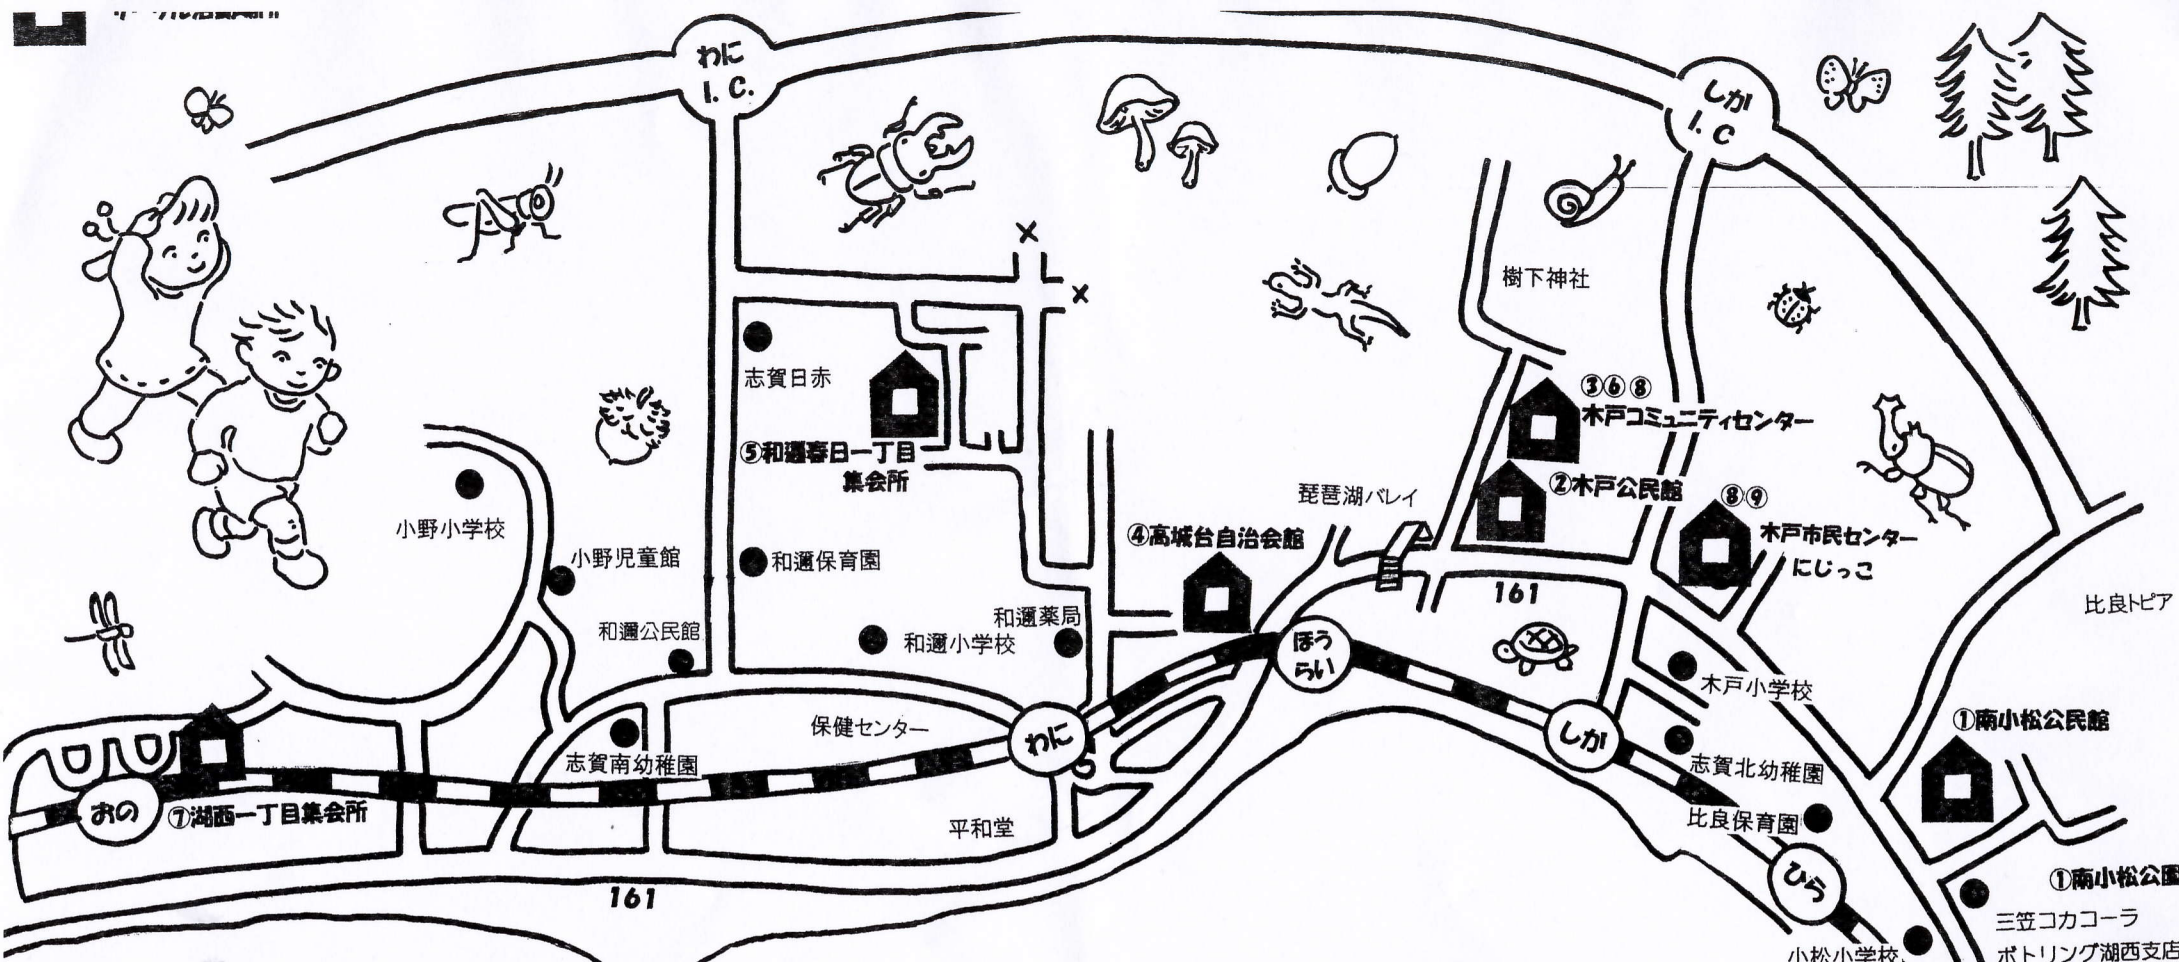 わに
I.C.
しか
I.C
樹下神社
志賀日赤
③⑥⑧
木戸コミュニティセンター
⑤和邇春日一丁目
集会所
②木戸公民館
⑧⑨
木戸市民センター
にじっこ
琵琶湖バレイ
小野小学校
④高城台自治会館
小野児童館
和邇保育園
161
比良トピア
和邇公民館
和邇小学校
和邇薬局
ほう
らい
木戸小学校
①南小松公民館
保健センター
わに
しか
志賀南幼稚園
志賀北幼稚園
おの
⑦湖西一丁目集会所
平和堂
比良保育園
161
ひら
①南小松公園
三笠コカコーラ
ボトリング湖西支店
小松小学校